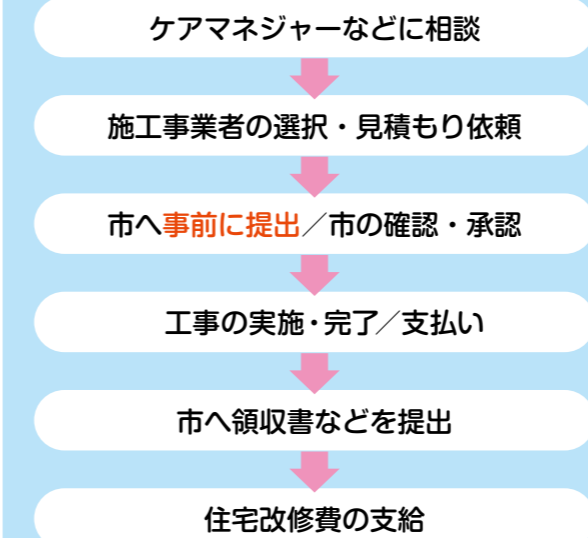 ケアマネジャーなどに相談
施工事業者の選択・見積もり依頼
市へ事前に提出／市の確認・承認
工事の実施・完了／支払い
市へ領収書などを提出
住宅改修費の支給